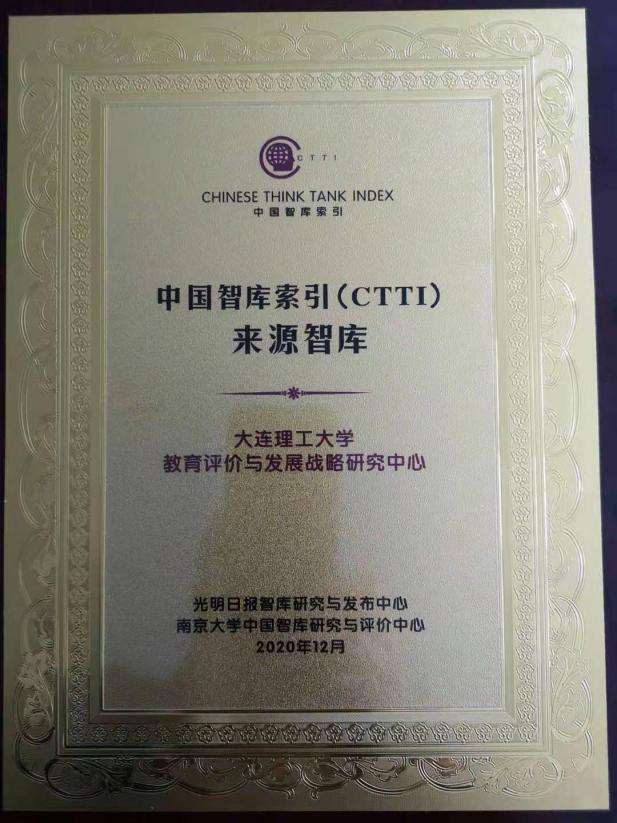 CTTI
CHINESE THINK TANK INDEX
中国智库索引
中国智库索引(CTTI)
来源智库
大连理工大学
教育评价与发展战略研究中心
光明日报智库研究与发布中心
南京大学中国智库研究与评价中心
2020年12月